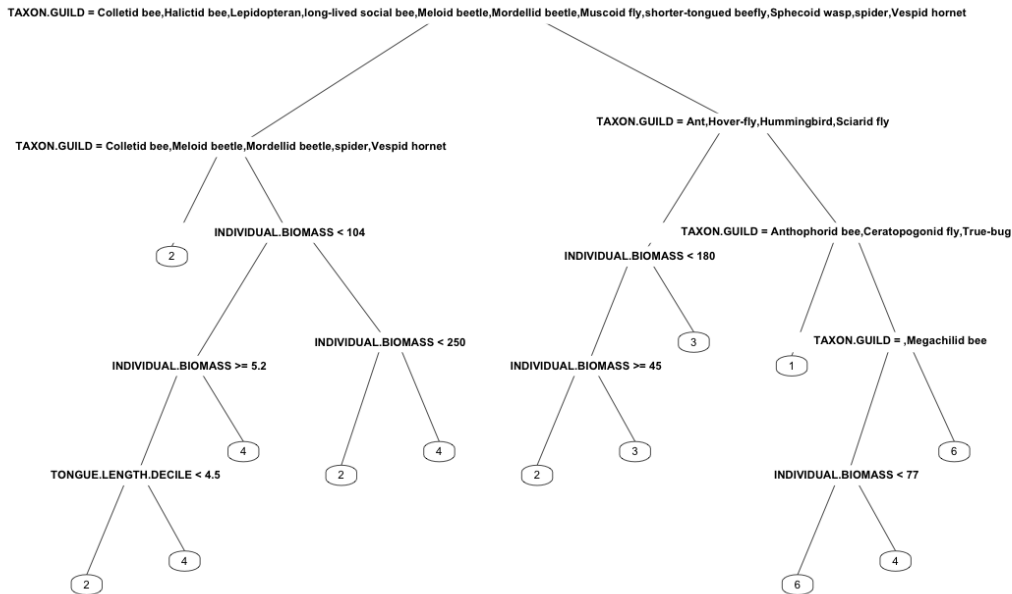 TAXON.GUILD = Colletid bee,Halictid bee,Lepidopteran,long-lived social bee,Meloid beetle,Mordellid beetle,Muscoid fly,shorter-tongued beefly,Sphecoid wasp,spider,Vespid hornet
TAXON.GUILD = Ant,Hover-fly,Hummingbird,Sciarid fly
TAXON.GUILD = Colletid bee,Meloid beetle,Mordellid beetle,spider,Vespid hornet
INDIVIDUAL.BIOMASS < 104
TAXON.GUILD = Anthophorid bee,Ceratopogonid fly,True-bug
2
INDIVIDUAL.BIOMASS < 180
INDIVIDUAL.BIOMASS < 250
3
TAXON.GUILD = ,Megachilid bee
INDIVIDUAL.BIOMASS >= 5.2
INDIVIDUAL.BIOMASS >= 45
1
4
4
3
6
TONGUE.LENGTH.DECILE < 4.5
2
2
INDIVIDUAL.BIOMASS < 77
4
4
2
6